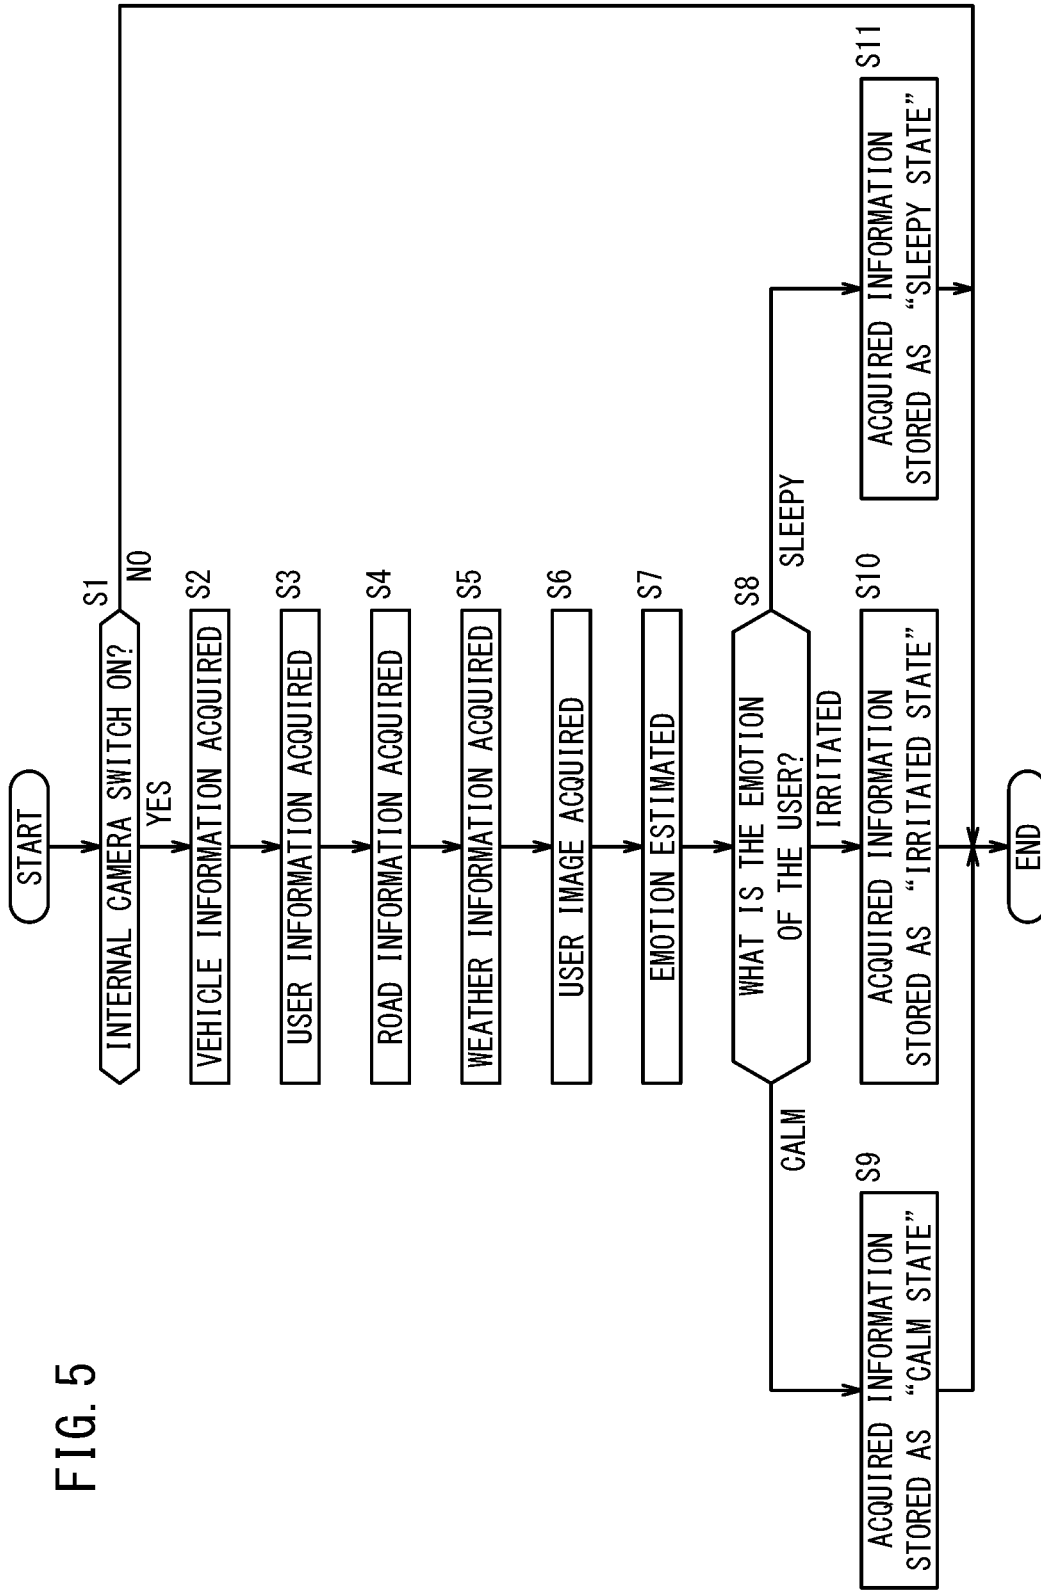 FIG. 5
START
INTERNAL CAMERA SWITCH ON?
S1
NO
YES
VEHICLE INFORMATION ACQUIRED
S2
USER INFORMATION ACQUIRED
S3
ROAD INFORMATION ACQUIRED
S4
WEATHER INFORMATION ACQUIRED
S5
USER IMAGE ACQUIRED
S6
EMOTION ESTIMATED
S7
WHAT IS THE EMOTION
OF THE USER?
S8
CALM
IRRITATED
SLEEPY
ACQUIRED INFORMATION
STORED AS “CALM STATE”
S9
ACQUIRED INFORMATION
STORED AS “IRRITATED STATE”
S10
ACQUIRED INFORMATION
STORED AS “SLEEPY STATE”
S11
END